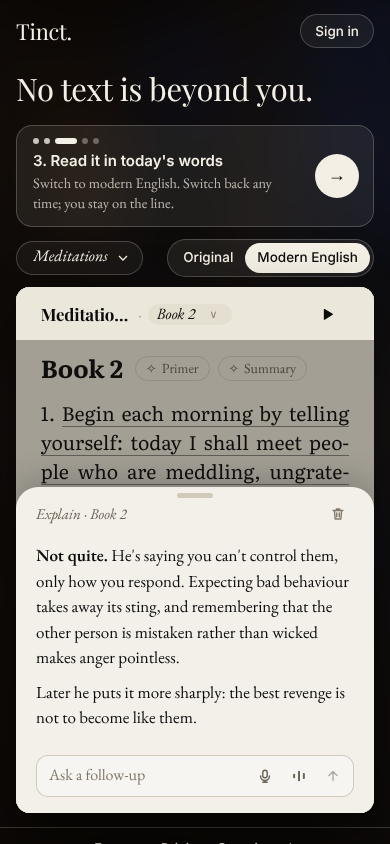 Tinct.
Sign in
No text is beyond you.
3. Read it in today's words
Switch to modern English. Switch back any
time; you stay on the line.
→
Meditations
Original
Modern English
Meditatio...
· Book 2
Book 2
Primer
Summary
1. Begin each morning by telling
yourself: today I shall meet peo-
ple who are meddling, ungrate-
Explain · Book 2
Not quite. He's saying you can't control them,
only how you respond. Expecting bad behaviour
takes away its sting, and remembering that the
other person is mistaken rather than wicked
makes anger pointless.
Later he puts it more sharply: the best revenge is
not to become like them.
Ask a follow-up